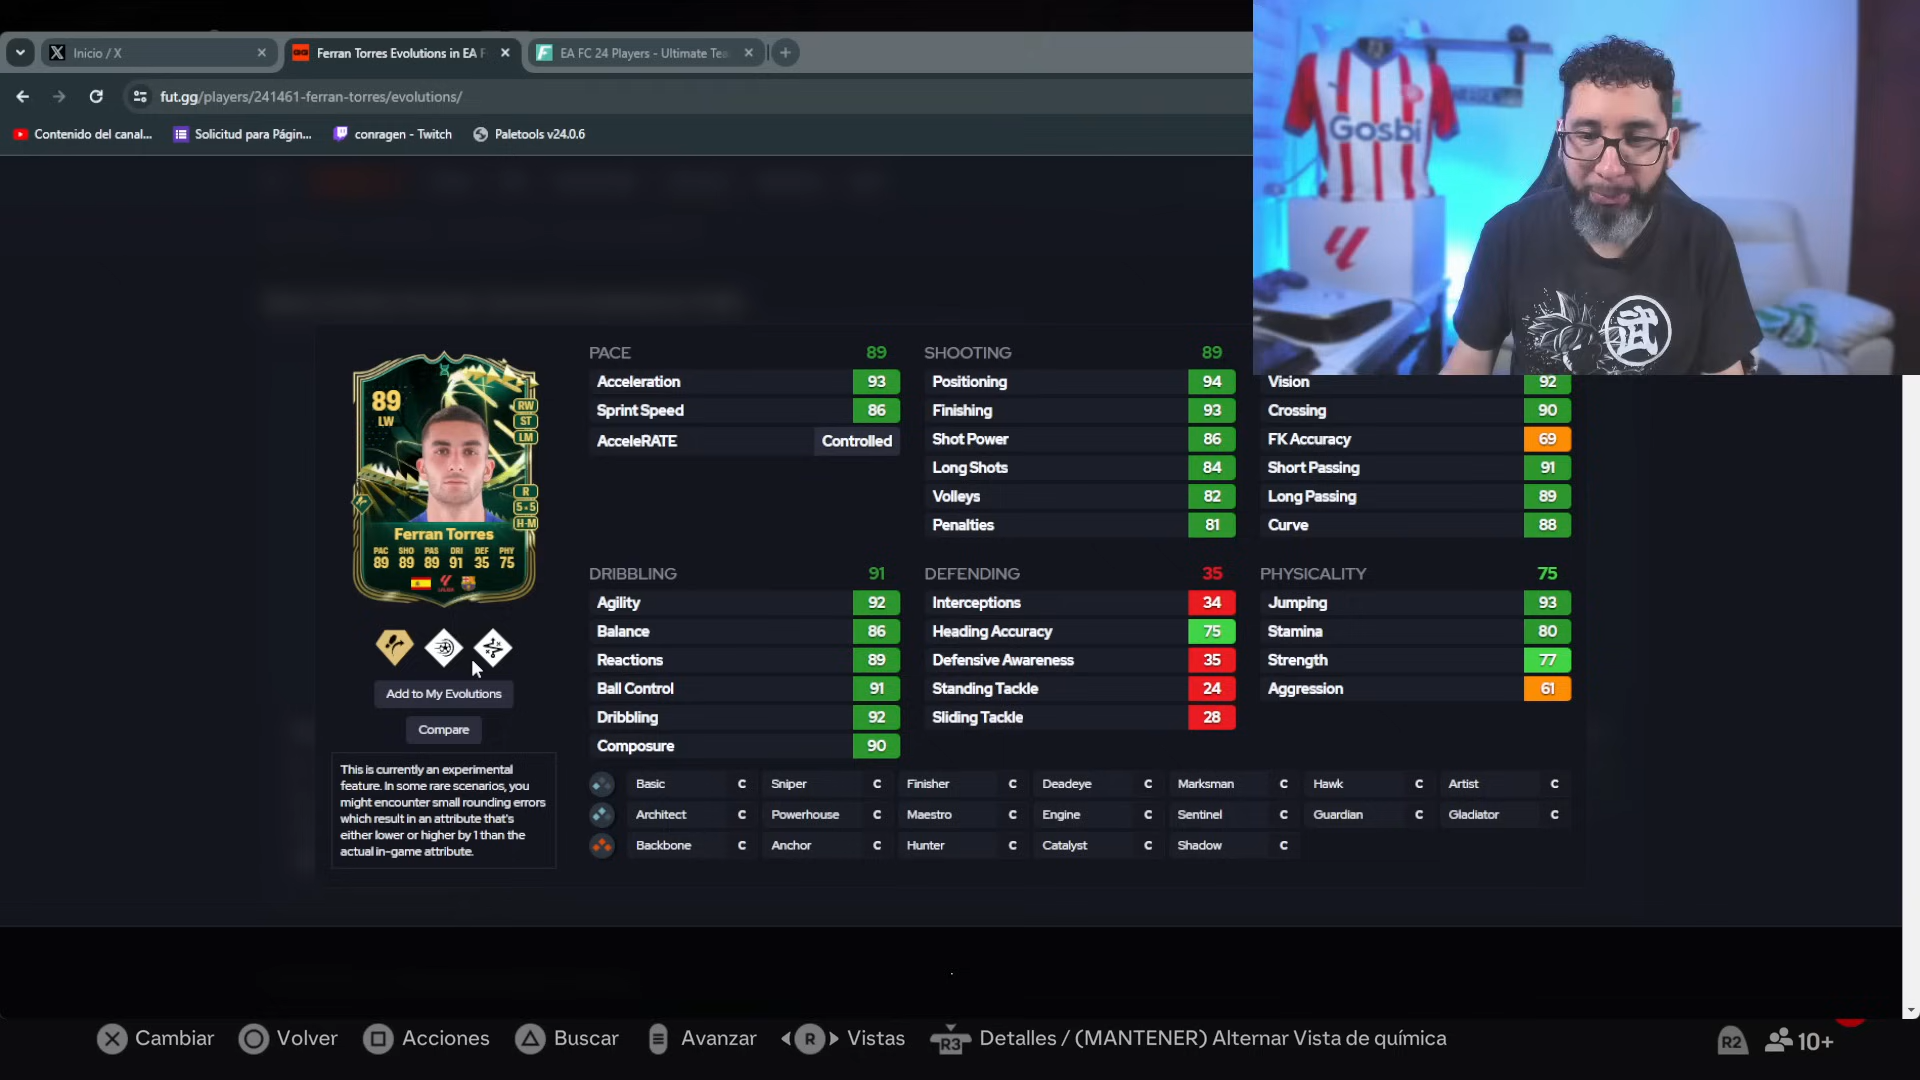 Inicio / X
Ferran Torres Evolutions in EA F
EA FC 24 Players - Ultimate Tea
fut.gg/players/241461-ferran-torres/evolutions/
Contenido del canal...
Solicitud para Págin...
conragen - Twitch
Paletools v24.0.6
Gosbi
89
LW
RW
ST
LM
R
5-5
H-M
Ferran Torres
PAC SHO PAS DRI DEF PHY
89 89 89 91 35 75
Add to My Evolutions
Compare
This is currently an experimental
feature. In some rare scenarios, you
might encounter small rounding errors
which result in an attribute that's
either lower or higher by 1 than the
actual in-game attribute.
PACE 89
Acceleration 93
Sprint Speed 86
AcceleRATE Controlled
SHOOTING 89
Positioning 94
Finishing 93
Shot Power 86
Long Shots 84
Volleys 82
Penalties 81
Vision 92
Crossing 90
FK Accuracy 69
Short Passing 91
Long Passing 89
Curve 88
DRIBBLING 91
Agility 92
Balance 86
Reactions 89
Ball Control 91
Dribbling 92
Composure 90
DEFENDING 35
Interceptions 34
Heading Accuracy 75
Defensive Awareness 35
Standing Tackle 24
Sliding Tackle 28
PHYSICALITY 75
Jumping 93
Stamina 80
Strength 77
Aggression 61
Basic C Sniper C Finisher C Deadeye C Marksman C Hawk C Artist C
Architect C Powerhouse C Maestro C Engine C Sentinel C Guardian C Gladiator C
Backbone C Anchor C Hunter C Catalyst C Shadow C
Cambiar Volver Acciones Buscar Avanzar R Vistas R3 Detalles / (MANTENER) Alternar Vista de química R2 10+